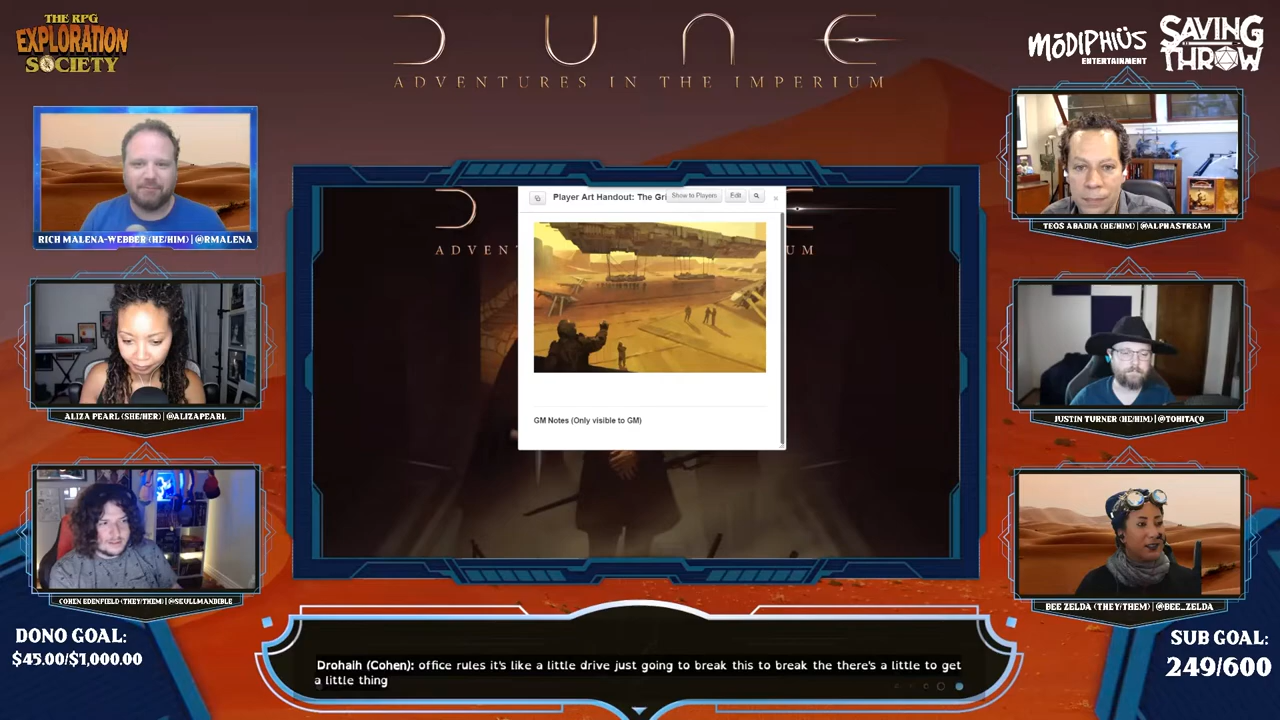 THE RPG
EXPLORATION
SOCIETY
DUNE
ADVENTURES IN THE IMPERIUM
MODIPHIUS
ENTERTAINMENT
SAVING
THROW
RICH MALENA-WEBBER (HE/HIM) | @RMALENA
ALIZA PEARL (SHE/HER) | @ALIZAPEARL
COHEN EDENFIELD (THEY/THEM) | @SKULLMANDIBLE
DONO GOAL:
$45.00/$1,000.00
Player Art Handout: The Gri
Show to Players
Edit
ADVEN
UM
GM Notes (Only visible to GM)
Drohaih (Cohen): office rules it's like a little drive just going to break this to break the there's a little to get
a little thing
TEOS ABADIA (HE/HIM) | @ALPHASTREAM
JUSTIN TURNER (HE/HIM) | @TOHITACO
BEE ZELDA (THEY/THEM) | @BEE_ZELDA
SUB GOAL:
249/600